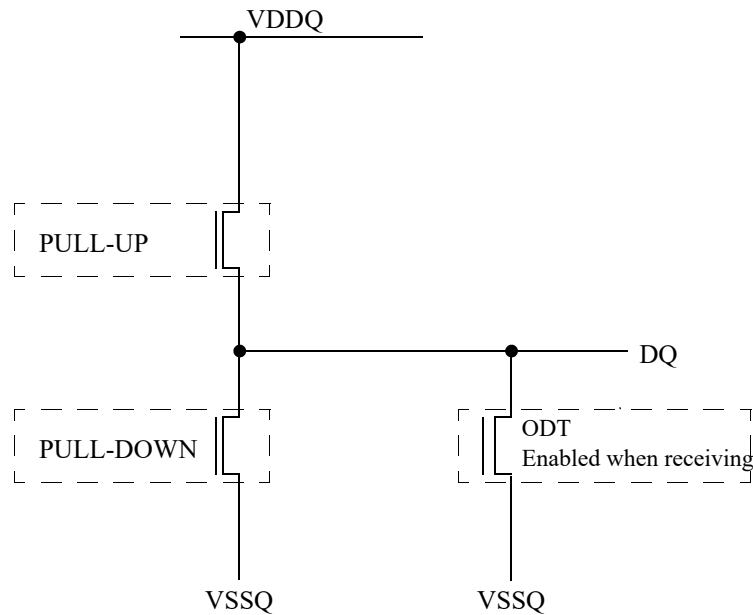 VDDQ
PULL-UP
DQ
PULL-DOWN
ODT
Enabled when receiving
VSSQ
VSSQ